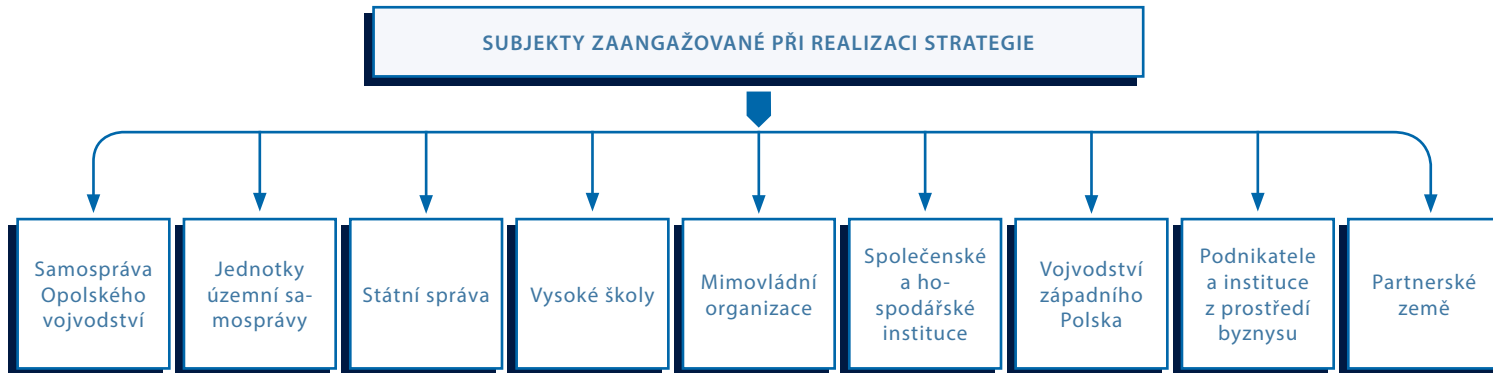 SUBJEKTY ZAANGAŽOVANÉ PŘI REALIZACI STRATEGIE
Samospráva
Opolského
vojvodství
Jednotky
územní sa-
mosprávy
Státní správa
Vysoké školy
Mimovládní
organizace
Společenské
a ho-
spodářské
instituce
Vojvodství
západního
Polska
Podnikatele
a instituce
z prostředí
byznysu
Partnerské
země